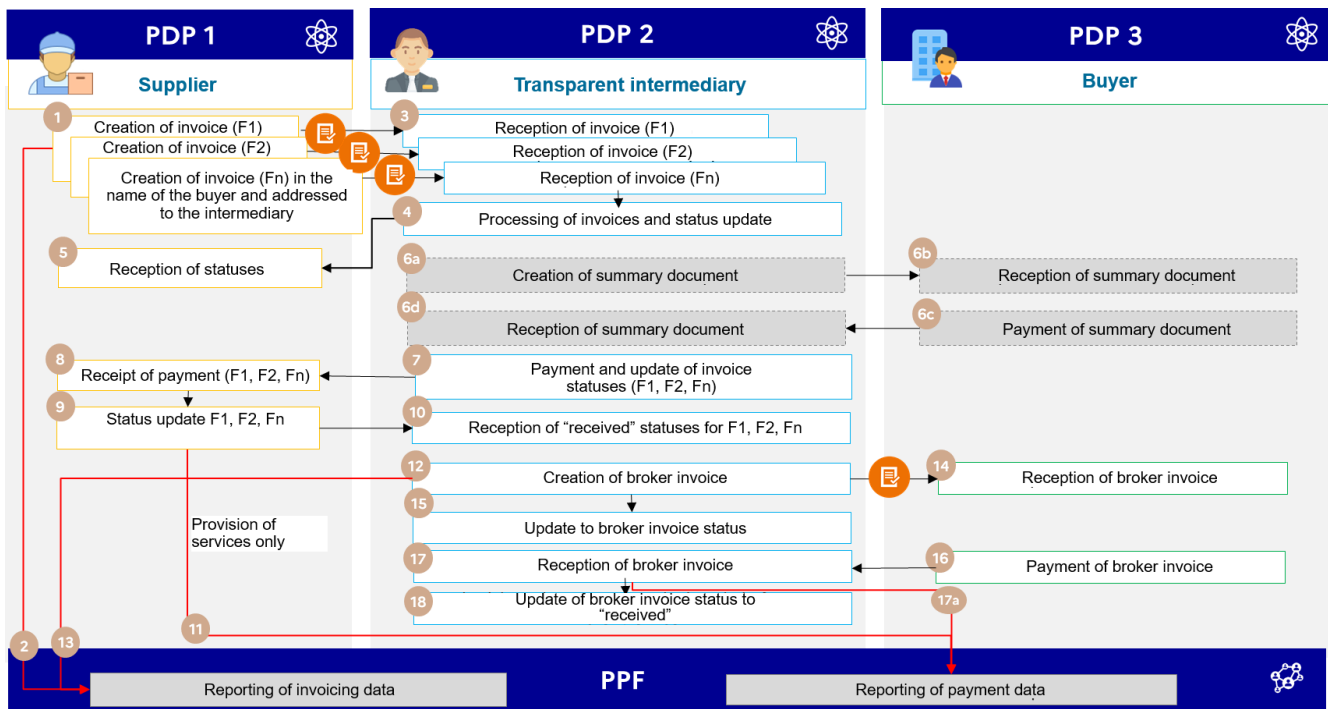 PDP 1
PDP 2
PDP 3
Supplier
Transparent intermediary
Buyer
1
Creation of invoice (F1)
Creation of invoice (F2)
Creation of invoice (Fn) in the
name of the buyer and addressed
to the intermediary
3
Reception of invoice (F1)
Reception of invoice (F2)
Reception of invoice (Fn)
4
Processing of invoices and status update
5
Reception of statuses
6a
Creation of summary document
6b
Reception of summary document
6d
Reception of summary document
6c
Payment of summary document
8
Receipt of payment (F1, F2, Fn)
7
Payment and update of invoice
statuses (F1, F2, Fn)
9
Status update F1, F2, Fn
10
Reception of “received” statuses for F1, F2, Fn
12
Creation of broker invoice
14
Reception of broker invoice
15
Update to broker invoice status
Provision of
services only
17
Reception of broker invoice
16
Payment of broker invoice
18
Update of broker invoice status to
“received”
17a
11
2
13
PPF
Reporting of invoicing data
Reporting of payment data